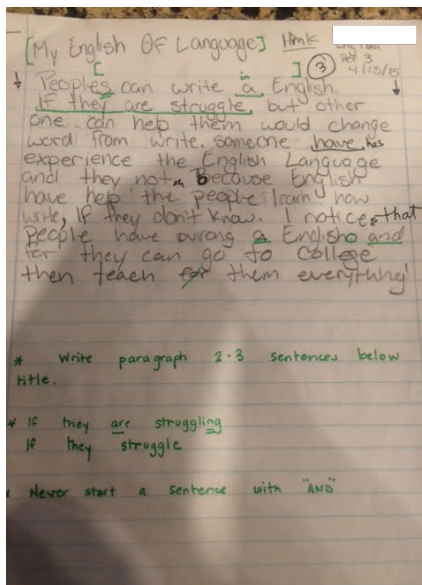 [My English Of Language] Hmk
Per 3
4/13/15
[ ] 3
in
Peoples can write a English.
If they are struggle, but other
one can help them would change
word from write. someone have has
experience the English Language
and they not. Because English
have help the people learn how
write, If they don't know. I notices that
people have wrong a English and
for they can go to college
then teach for them everything
* Write paragraph 2-3 sentences below
title.
* If they are struggling
If they struggle
* Never start a sentence with "AND"